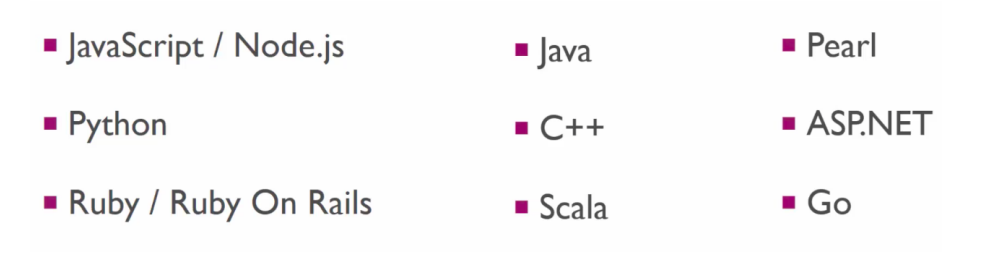 ▪ JavaScript / Node.js
▪ Python
▪ Ruby / Ruby On Rails
▪ Java
▪ C++
▪ Scala
▪ Pearl
▪ ASP.NET
▪ Go